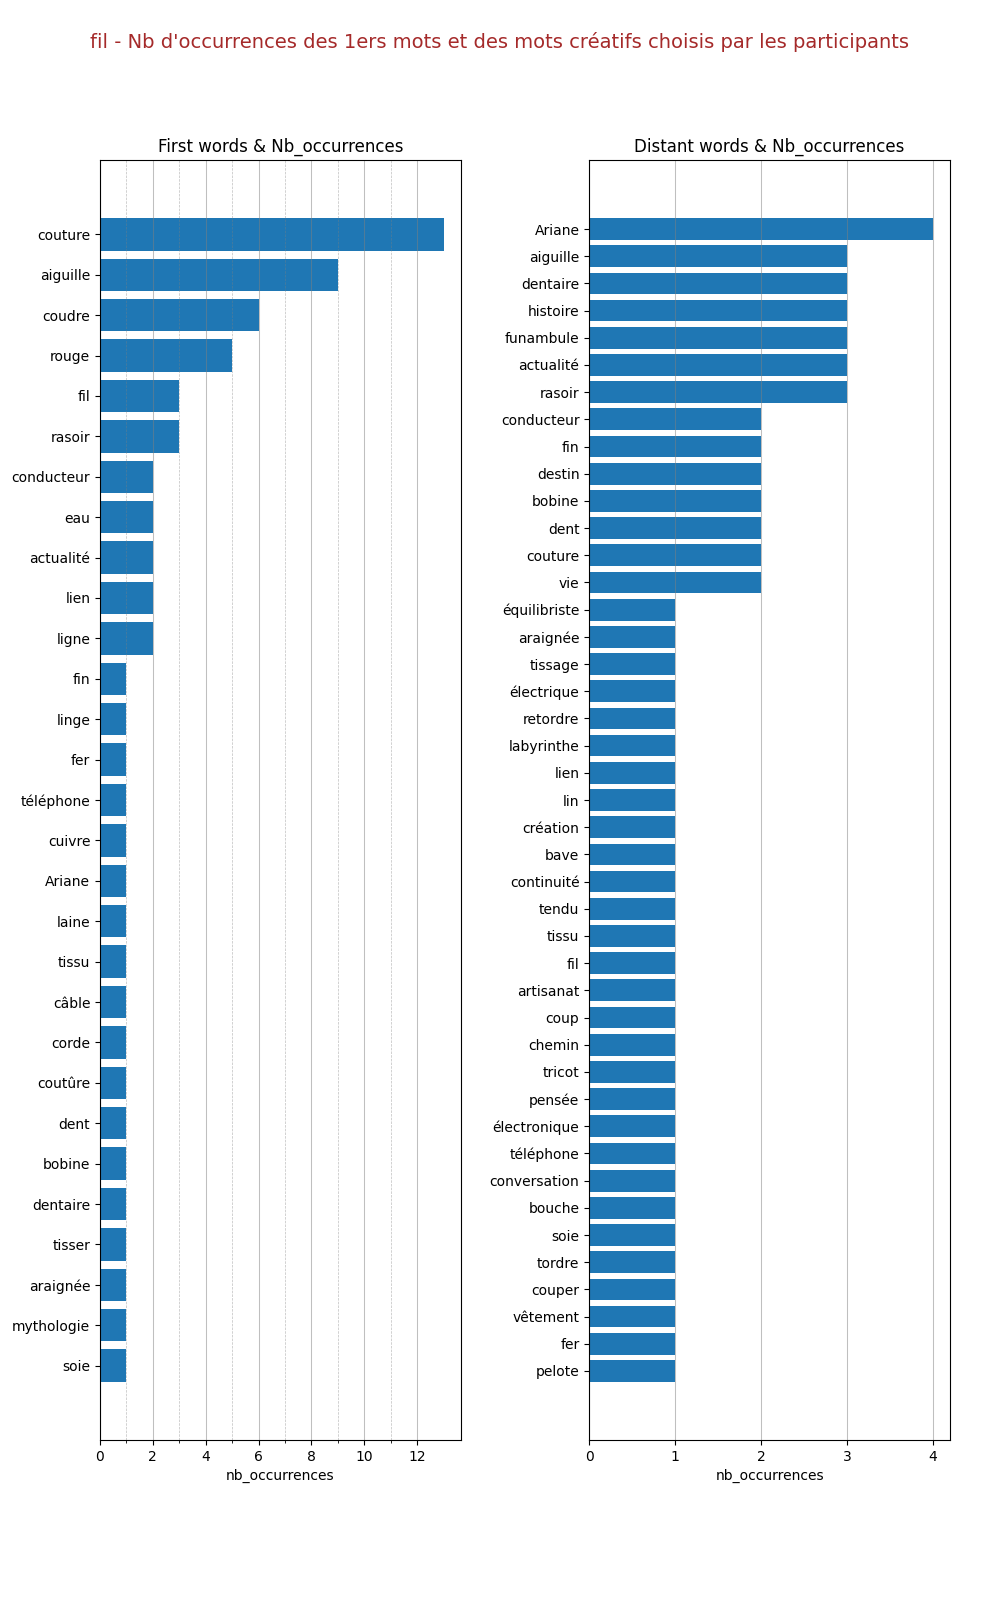 fil - Nb d'occurrences des 1ers mots et des mots créatifs choisis par les participants
First words & Nb_occurrences
couture
aiguille
coudre
rouge
fil
rasoir
conducteur
eau
actualité
lien
ligne
fin
linge
fer
téléphone
cuivre
Ariane
laine
tissu
câble
corde
coutûre
dent
bobine
dentaire
tisser
araignée
mythologie
soie
0 2 4 6 8 10 12
nb_occurrences
Distant words & Nb_occurrences
Ariane
aiguille
dentaire
histoire
funambule
actualité
rasoir
conducteur
fin
destin
bobine
dent
couture
vie
équilibriste
araignée
tissage
électrique
retordre
labyrinthe
lien
lin
création
bave
continuité
tendu
tissu
fil
artisanat
coup
chemin
tricot
pensée
électronique
téléphone
conversation
bouche
soie
tordre
couper
vêtement
fer
pelote
0 1 2 3 4
nb_occurrences